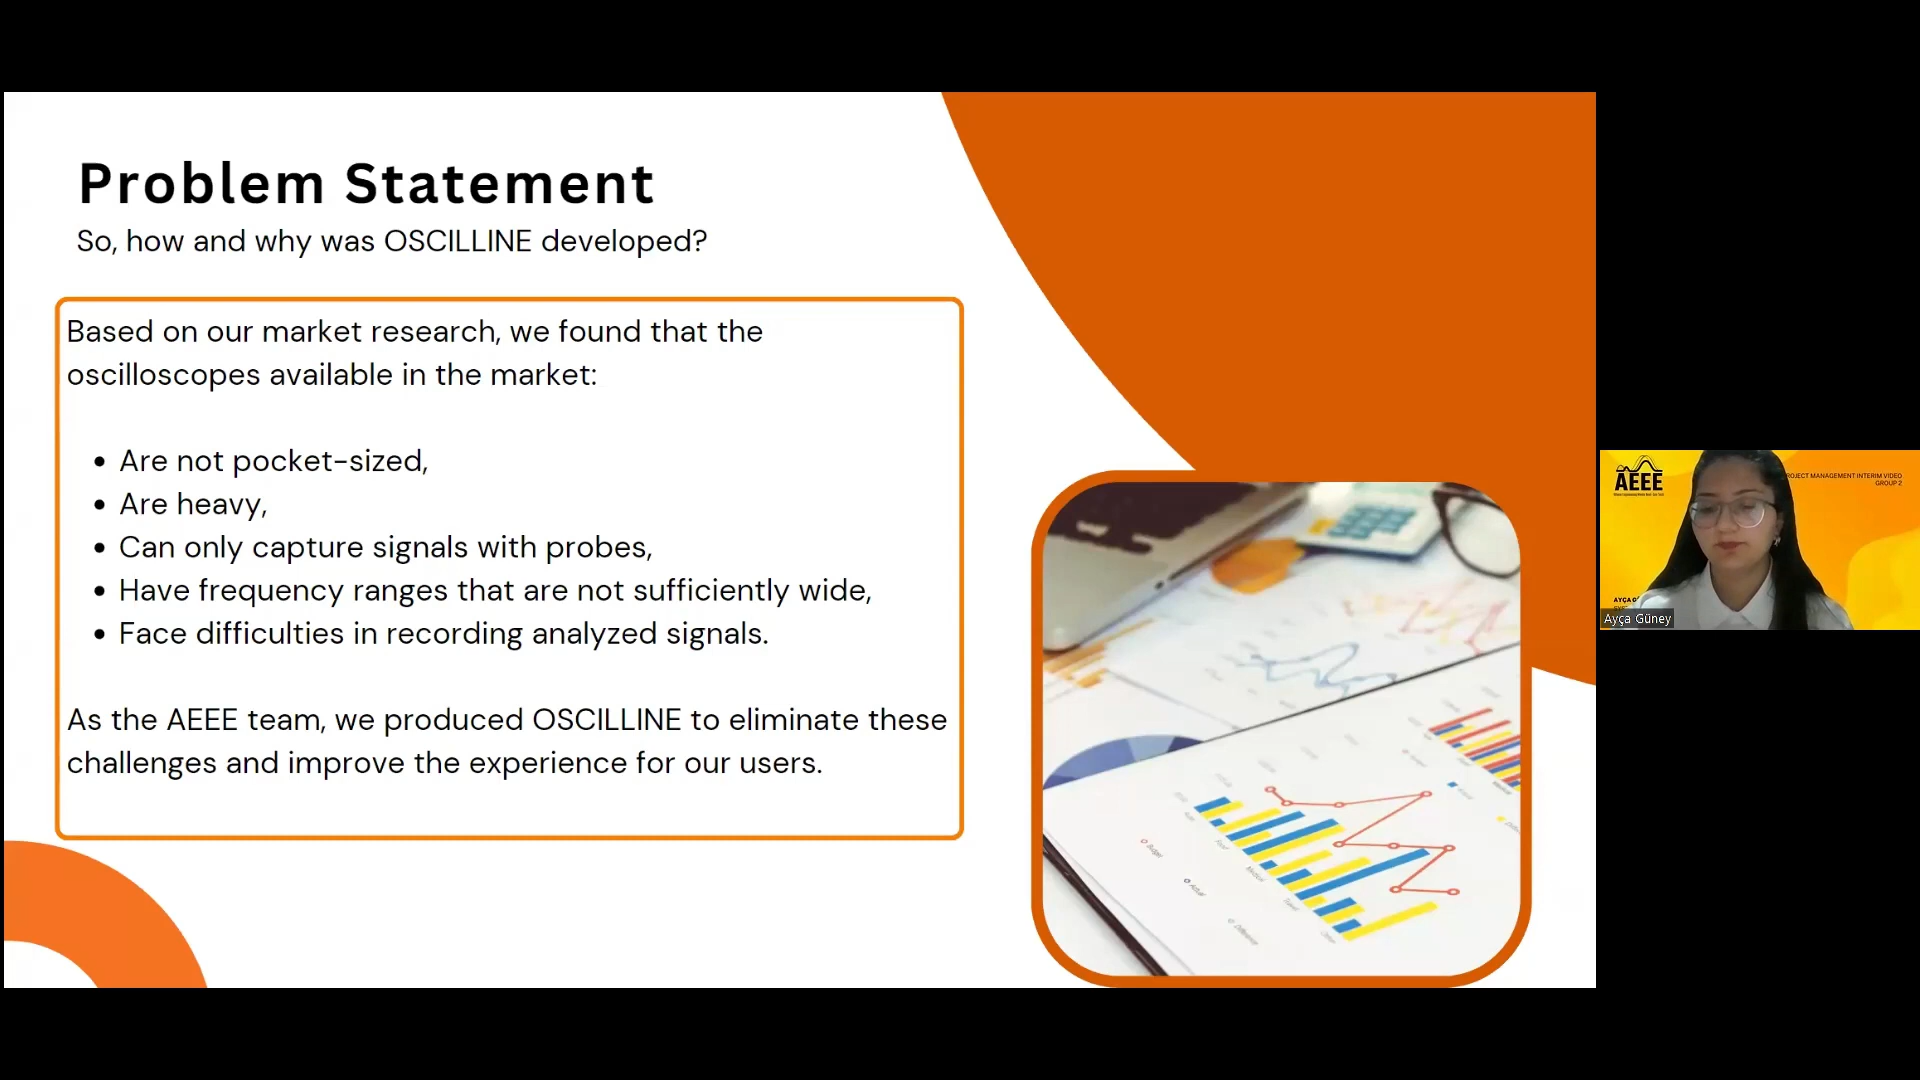 Problem Statement
So, how and why was OSCILLINE developed?
Based on our market research, we found that the
oscilloscopes available in the market:
• Are not pocket-sized,
• Are heavy,
• Can only capture signals with probes,
• Have frequency ranges that are not sufficiently wide,
• Face difficulties in recording analyzed signals.
As the AEEE team, we produced OSCILLINE to eliminate these
challenges and improve the experience for our users.
Budget
Actual
Difference
AEEE
MANAGEMENT INTERIM VIDEO
GROUP 2
Ayça Güney